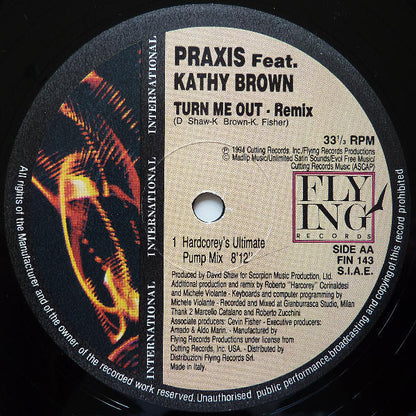 PRAXIS Feat.
KATHY BROWN
TURN ME OUT - Remix
(D Shaw-K Brown-K. Fisher)
33 1/3 RPM
℗ 1994 Cutting Records, Inc./Flying Records Productions
© Madlip Music/Unlimited Satin Sounds/Evol Free Music/
Cutting Records Music (ASCAP)
FLY
ING
RECORDS
SIDE AA
FIN 143
S.I.A.E.
1 Hardcorey's Ultimate
Pump Mix 8'12"
Produced by David Shaw for Scorpion Music Production, Ltd.
Additional production and remix by Roberto "Harcorey" Corinaldesi
and Michele Violante - Keyboards and computer programming by
Michele Violante - Recorded and Mixed at Gianburrasca Studio, Milan
Thank 2 Marcello Catalano and Roberto Zucchini
Associate producers: Cevin Fisher - Executive producers:
Amado & Aldo Marin, - Manufactured by
Flying Records Productions under license from
Cutting Records, Inc. USA. - Distributed by
Distribuzioni Flying Records Srl.
Made in Italy.
INTERNATIONAL
INTERNATIONAL
INTERNATIONAL
INTERNATIONAL
INTERNATIONAL
All rights of the Manufacturer and of the owner of the recorded work reserved. Unauthorised public performance,broadcasting and copying of this record prohibited